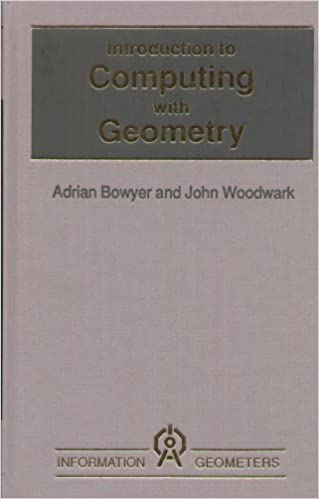 Introduction to
Computing
with
Geometry
Adrian Bowyer and John Woodwark
INFORMATION GEOMETERS